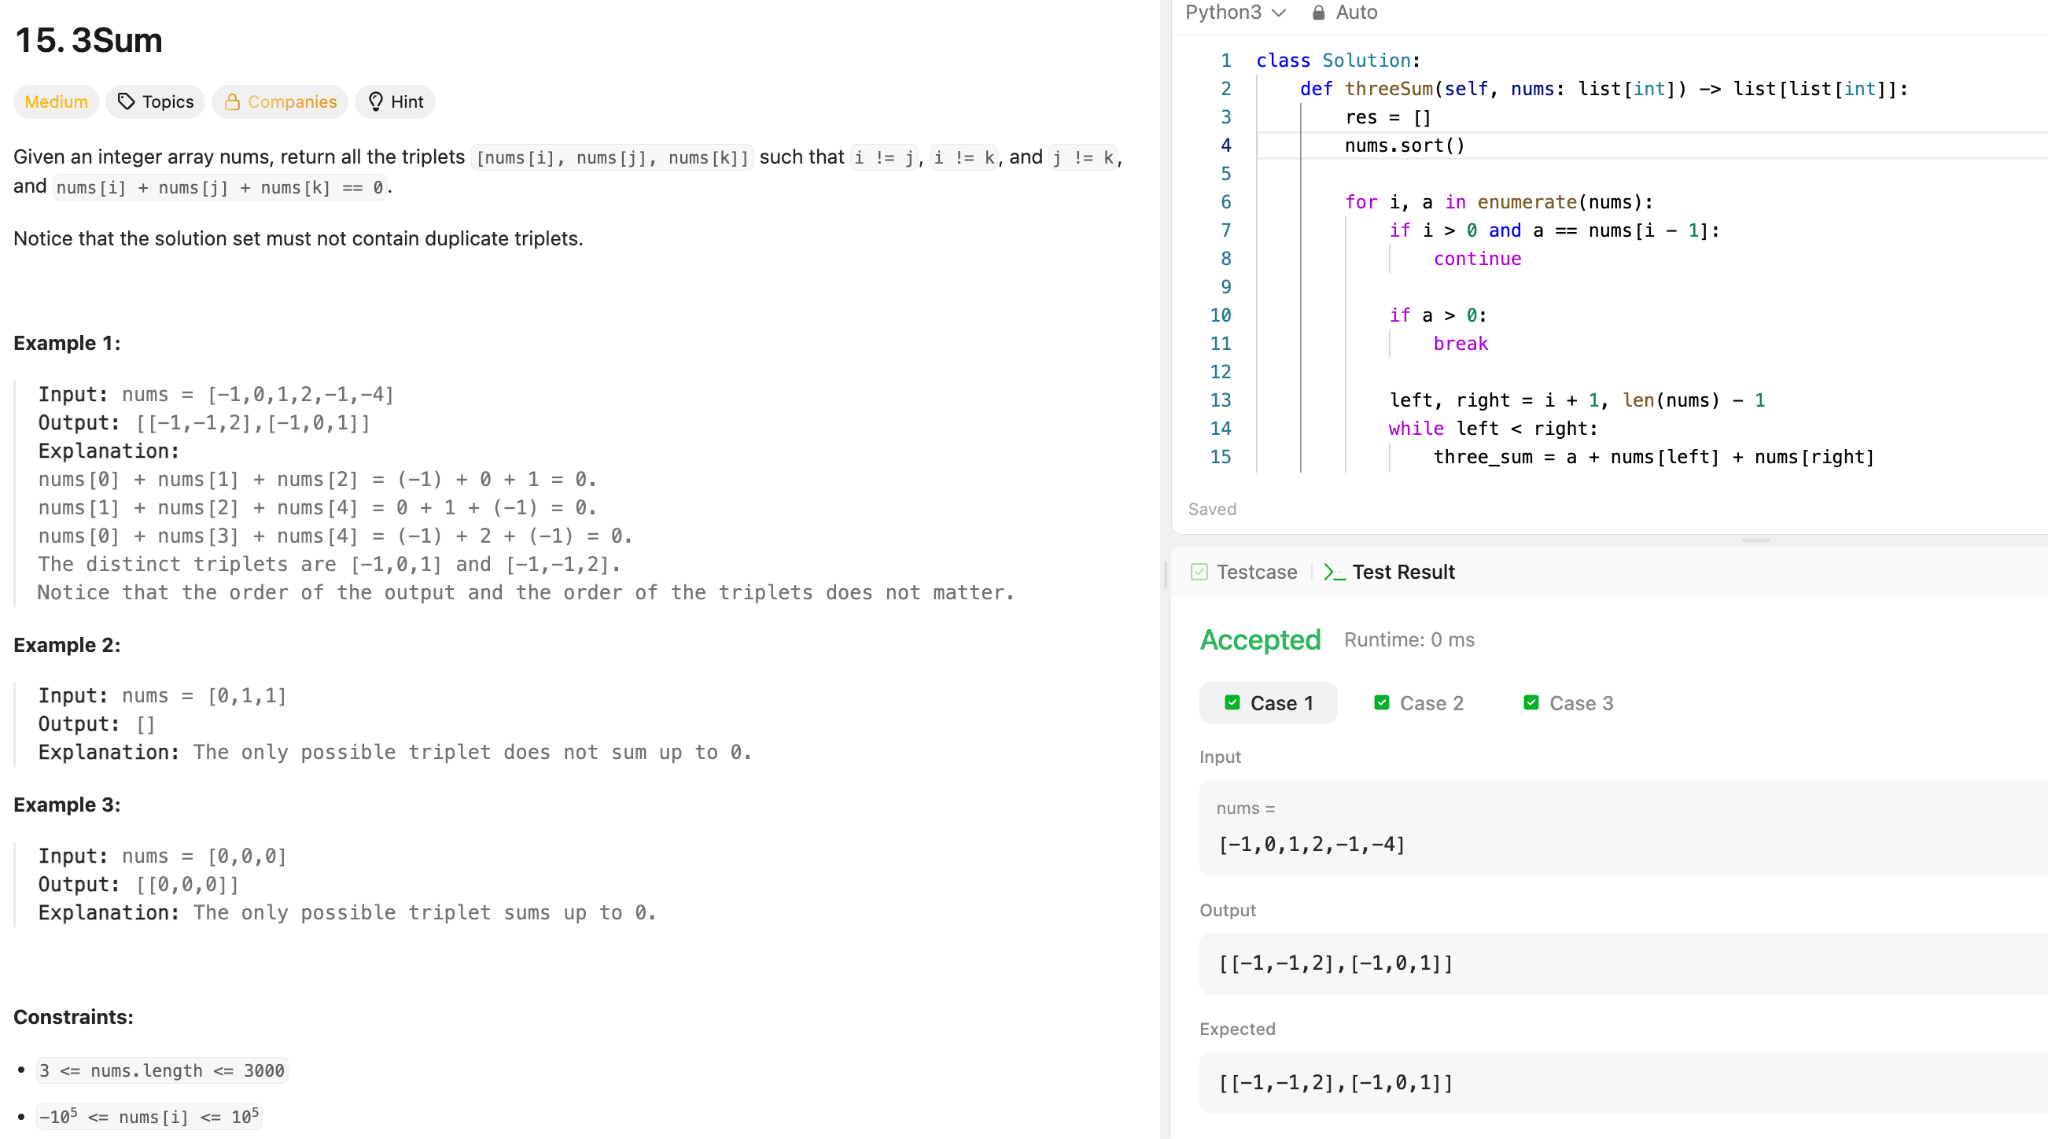 15. 3Sum
Medium Topics Companies Hint
Given an integer array nums, return all the triplets [nums[i], nums[j], nums[k]] such that i != j, i != k, and j != k,
and nums[i] + nums[j] + nums[k] == 0.
Notice that the solution set must not contain duplicate triplets.
Example 1:
Input: nums = [-1,0,1,2,-1,-4]
Output: [[-1,-1,2],[-1,0,1]]
Explanation:
nums[0] + nums[1] + nums[2] = (-1) + 0 + 1 = 0.
nums[1] + nums[2] + nums[4] = 0 + 1 + (-1) = 0.
nums[0] + nums[3] + nums[4] = (-1) + 2 + (-1) = 0.
The distinct triplets are [-1,0,1] and [-1,-1,2].
Notice that the order of the output and the order of the triplets does not matter.
Example 2:
Input: nums = [0,1,1]
Output: []
Explanation: The only possible triplet does not sum up to 0.
Example 3:
Input: nums = [0,0,0]
Output: [[0,0,0]]
Explanation: The only possible triplet sums up to 0.
Constraints:
• 3 <= nums.length <= 3000
• -10⁵ <= nums[i] <= 10⁵
Python3 Auto
1 class Solution:
2     def threeSum(self, nums: list[int]) -> list[list[int]]:
3         res = []
4         nums.sort()
5
6         for i, a in enumerate(nums):
7             if i > 0 and a == nums[i - 1]:
8                 continue
9
10             if a > 0:
11                 break
12
13             left, right = i + 1, len(nums) - 1
14             while left < right:
15                 three_sum = a + nums[left] + nums[right]
Saved
Testcase >_ Test Result
Accepted Runtime: 0 ms
Case 1 Case 2 Case 3
Input
nums =
[-1,0,1,2,-1,-4]
Output
[[-1,-1,2],[-1,0,1]]
Expected
[[-1,-1,2],[-1,0,1]]